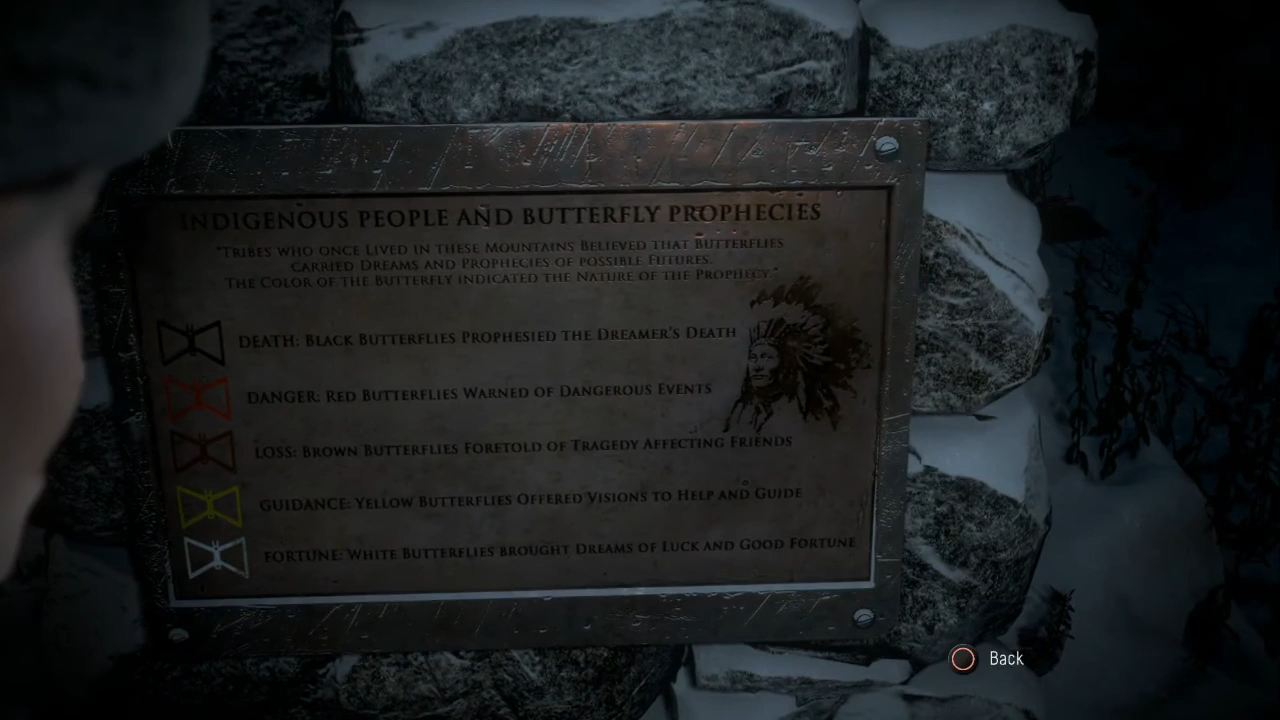 INDIGENOUS PEOPLE AND BUTTERFLY PROPHECIES
"TRIBES WHO ONCE LIVED IN THESE MOUNTAINS BELIEVED THAT BUTTERFLIES
CARRIED DREAMS AND PROPHECIES OF POSSIBLE FUTURES.
THE COLOR OF THE BUTTERFLY INDICATED THE NATURE OF THE PROPHECY."
DEATH: BLACK BUTTERFLIES PROPHESIED THE DREAMER'S DEATH
DANGER: RED BUTTERFLIES WARNED OF DANGEROUS EVENTS
LOSS: BROWN BUTTERFLIES FORETOLD OF TRAGEDY AFFECTING FRIENDS
GUIDANCE: YELLOW BUTTERFLIES OFFERED VISIONS TO HELP AND GUIDE
FORTUNE: WHITE BUTTERFLIES BROUGHT DREAMS OF LUCK AND GOOD FORTUNE
Back